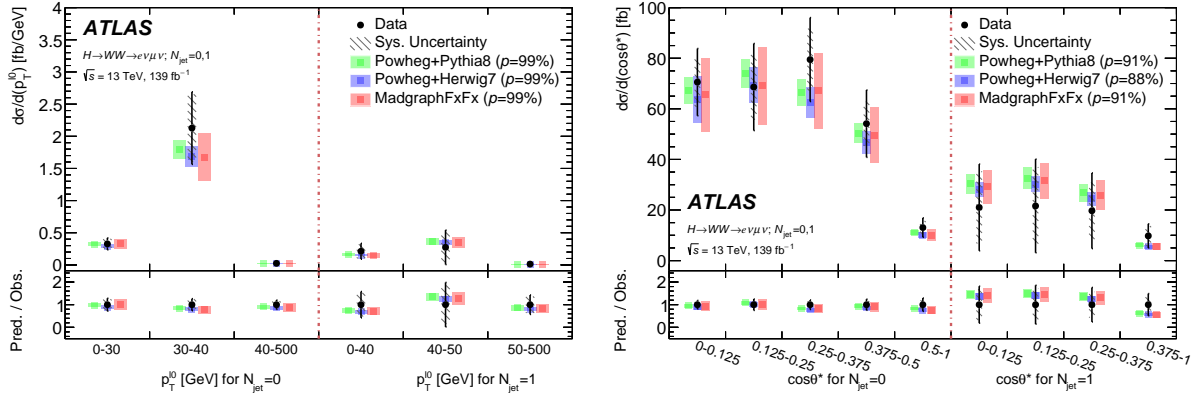 dσ/d(p_T^l0) [fb/GeV]
4
3.5
3
2.5
2
1.5
1
0.5
0
ATLAS
H→WW→eνμν; N_jet=0,1
√s = 13 TeV, 139 fb⁻¹
Data
Sys. Uncertainty
Powheg+Pythia8 (p=99%)
Powheg+Herwig7 (p=99%)
MadgraphFxFx (p=99%)
Pred. / Obs.
2
1
0
0-30 30-40 40-500 0-40 40-50 50-500
p_T^l0 [GeV] for N_jet=0 p_T^l0 [GeV] for N_jet=1
dσ/d(cosθ*) [fb]
100
80
60
40
20
0
Data
Sys. Uncertainty
Powheg+Pythia8 (p=91%)
Powheg+Herwig7 (p=88%)
MadgraphFxFx (p=91%)
ATLAS
H→WW→eνμν; N_jet=0,1
√s = 13 TeV, 139 fb⁻¹
Pred. / Obs.
2
1
0
0-0.125 0.125-0.25 0.25-0.375 0.375-0.5 0.5-1 0-0.125 0.125-0.25 0.25-0.375 0.375-1
cosθ* for N_jet=0 cosθ* for N_jet=1